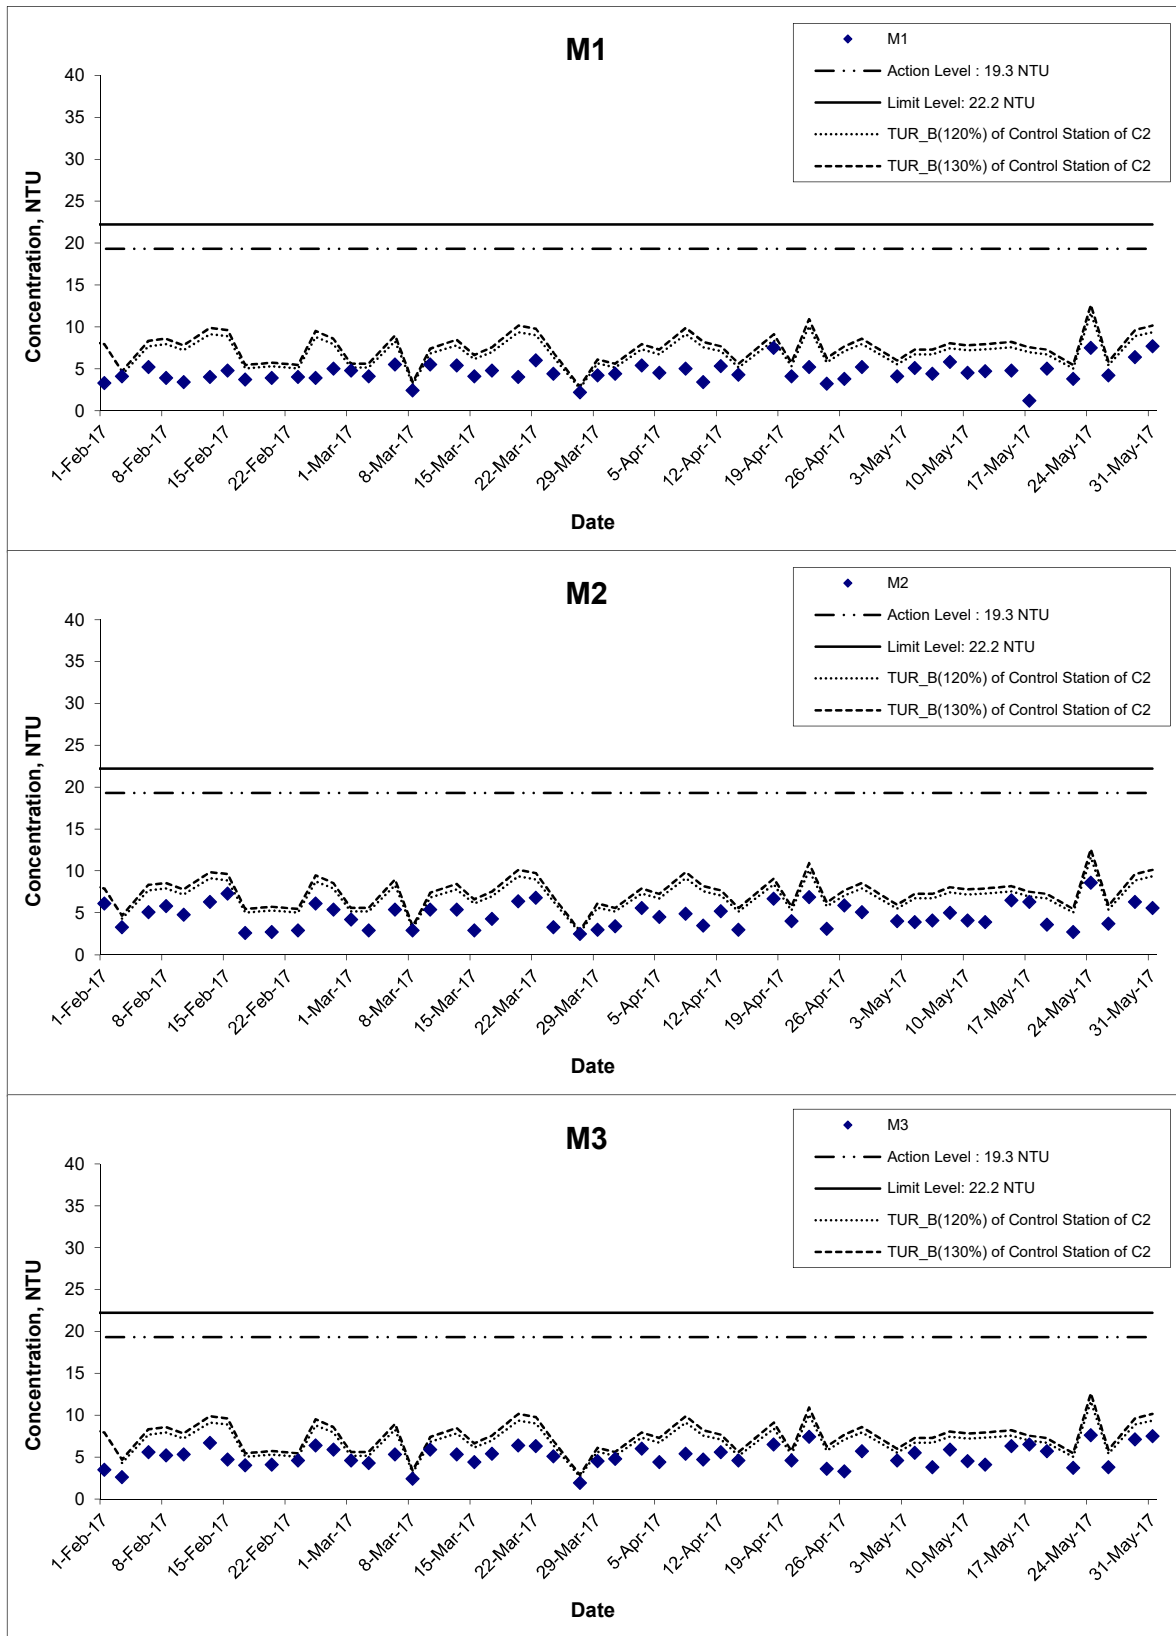 M1
M1
Action Level : 19.3 NTU
Limit Level: 22.2 NTU
TUR_B(120%) of Control Station of C2
TUR_B(130%) of Control Station of C2
Concentration, NTU
40
35
30
25
20
15
10
5
0
1-Feb-17
8-Feb-17
15-Feb-17
22-Feb-17
1-Mar-17
8-Mar-17
15-Mar-17
22-Mar-17
29-Mar-17
5-Apr-17
12-Apr-17
19-Apr-17
26-Apr-17
3-May-17
10-May-17
17-May-17
24-May-17
31-May-17
Date
M2
M2
Action Level : 19.3 NTU
Limit Level: 22.2 NTU
TUR_B(120%) of Control Station of C2
TUR_B(130%) of Control Station of C2
Concentration, NTU
40
35
30
25
20
15
10
5
0
1-Feb-17
8-Feb-17
15-Feb-17
22-Feb-17
1-Mar-17
8-Mar-17
15-Mar-17
22-Mar-17
29-Mar-17
5-Apr-17
12-Apr-17
19-Apr-17
26-Apr-17
3-May-17
10-May-17
17-May-17
24-May-17
31-May-17
Date
M3
M3
Action Level : 19.3 NTU
Limit Level: 22.2 NTU
TUR_B(120%) of Control Station of C2
TUR_B(130%) of Control Station of C2
Concentration, NTU
40
35
30
25
20
15
10
5
0
1-Feb-17
8-Feb-17
15-Feb-17
22-Feb-17
1-Mar-17
8-Mar-17
15-Mar-17
22-Mar-17
29-Mar-17
5-Apr-17
12-Apr-17
19-Apr-17
26-Apr-17
3-May-17
10-May-17
17-May-17
24-May-17
31-May-17
Date